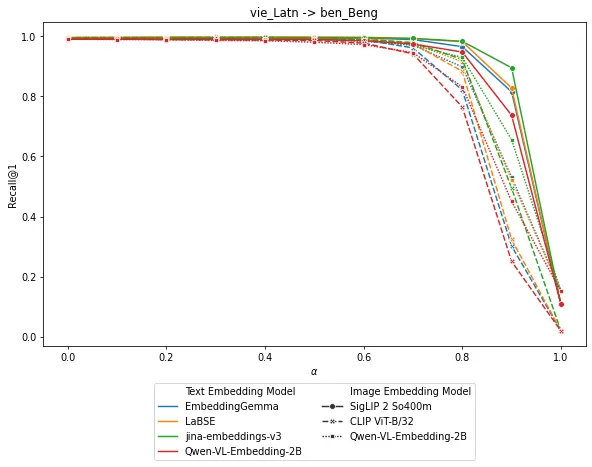 vie_Latn -> ben_Beng
1.0
0.8
0.6
0.4
0.2
0.0
Recall@1
0.0 0.2 0.4 0.6 0.8 1.0
α
Text Embedding Model
EmbeddingGemma
LaBSE
jina-embeddings-v3
Qwen-VL-Embedding-2B
Image Embedding Model
SigLIP 2 So400m
CLIP ViT-B/32
Qwen-VL-Embedding-2B